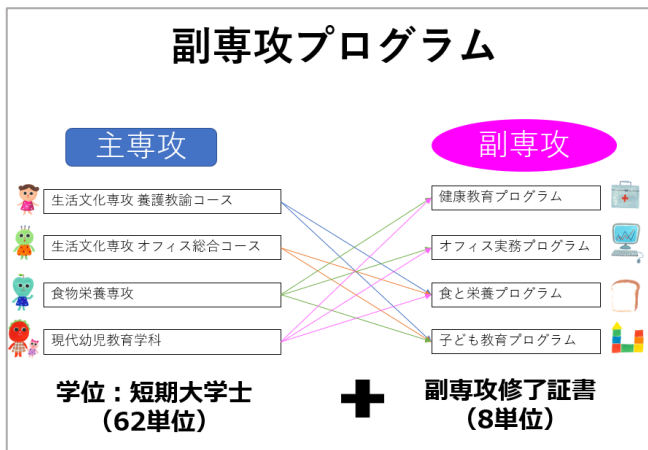 副専攻プログラム
主専攻
副専攻
生活文化専攻 養護教諭コース
健康教育プログラム
生活文化専攻 オフィス総合コース
オフィス実務プログラム
食物栄養専攻
食と栄養プログラム
現代幼児教育学科
子ども教育プログラム
学位：短期大学士
（62単位）
＋
副専攻修了証書
（8単位）